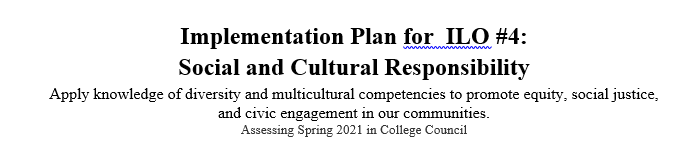 Implementation Plan for  ILO #4:
Social and Cultural Responsibility
Apply knowledge of diversity and multicultural competencies to promote equity, social justice,
and civic engagement in our communities.
Assessing Spring 2021 in College Council